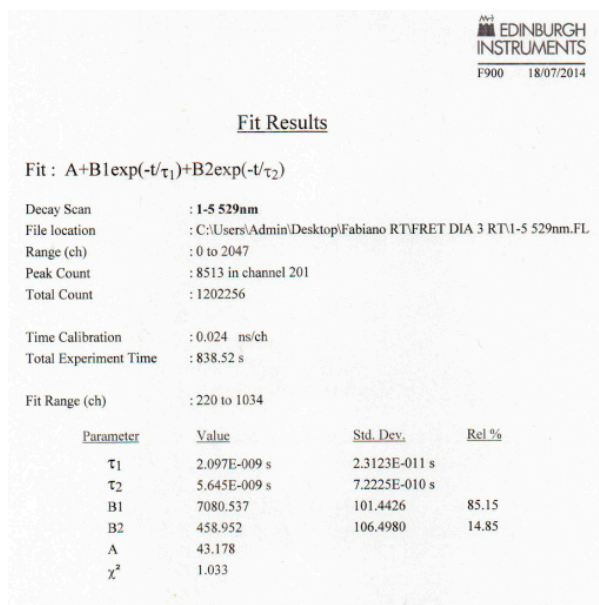 EDINBURGH
INSTRUMENTS
F900 18/07/2014
Fit Results
Fit : A+B1exp(-t/τ1)+B2exp(-t/τ2)
Decay Scan : 1-5 529nm
File location : C:\Users\Admin\Desktop\Fabiano RT\FRET DIA 3 RT\1-5 529nm.FL
Range (ch) : 0 to 2047
Peak Count : 8513 in channel 201
Total Count : 1202256
Time Calibration : 0.024 ns/ch
Total Experiment Time : 838.52 s
Fit Range (ch) : 220 to 1034
Parameter Value Std. Dev. Rel %
τ1 2.097E-009 s 2.3123E-011 s
τ2 5.645E-009 s 7.2225E-010 s
B1 7080.537 101.4426 85.15
B2 458.952 106.4980 14.85
A 43.178
χ² 1.033